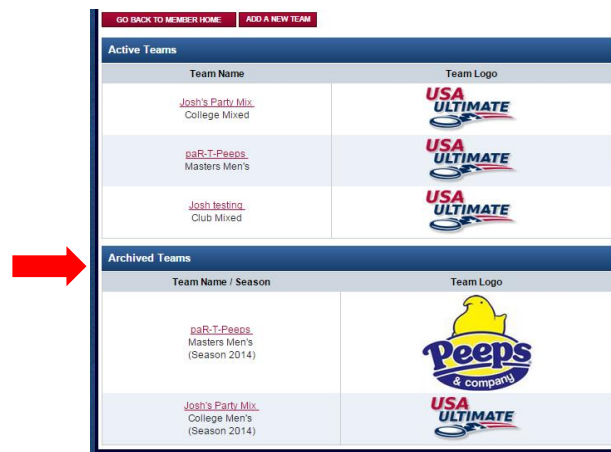 GO BACK TO MEMBER HOME ADD A NEW TEAM
Active Teams
Team Name Team Logo
Josh's Party Mix
College Mixed
USA
ULTIMATE
paR-T-Peeps
Masters Men's
USA
ULTIMATE
Josh testing
Club Mixed
USA
ULTIMATE
Archived Teams
Team Name / Season Team Logo
paR-T-Peeps
Masters Men's
(Season 2014)
Peeps
& company
Josh's Party Mix
College Men's
(Season 2014)
USA
ULTIMATE